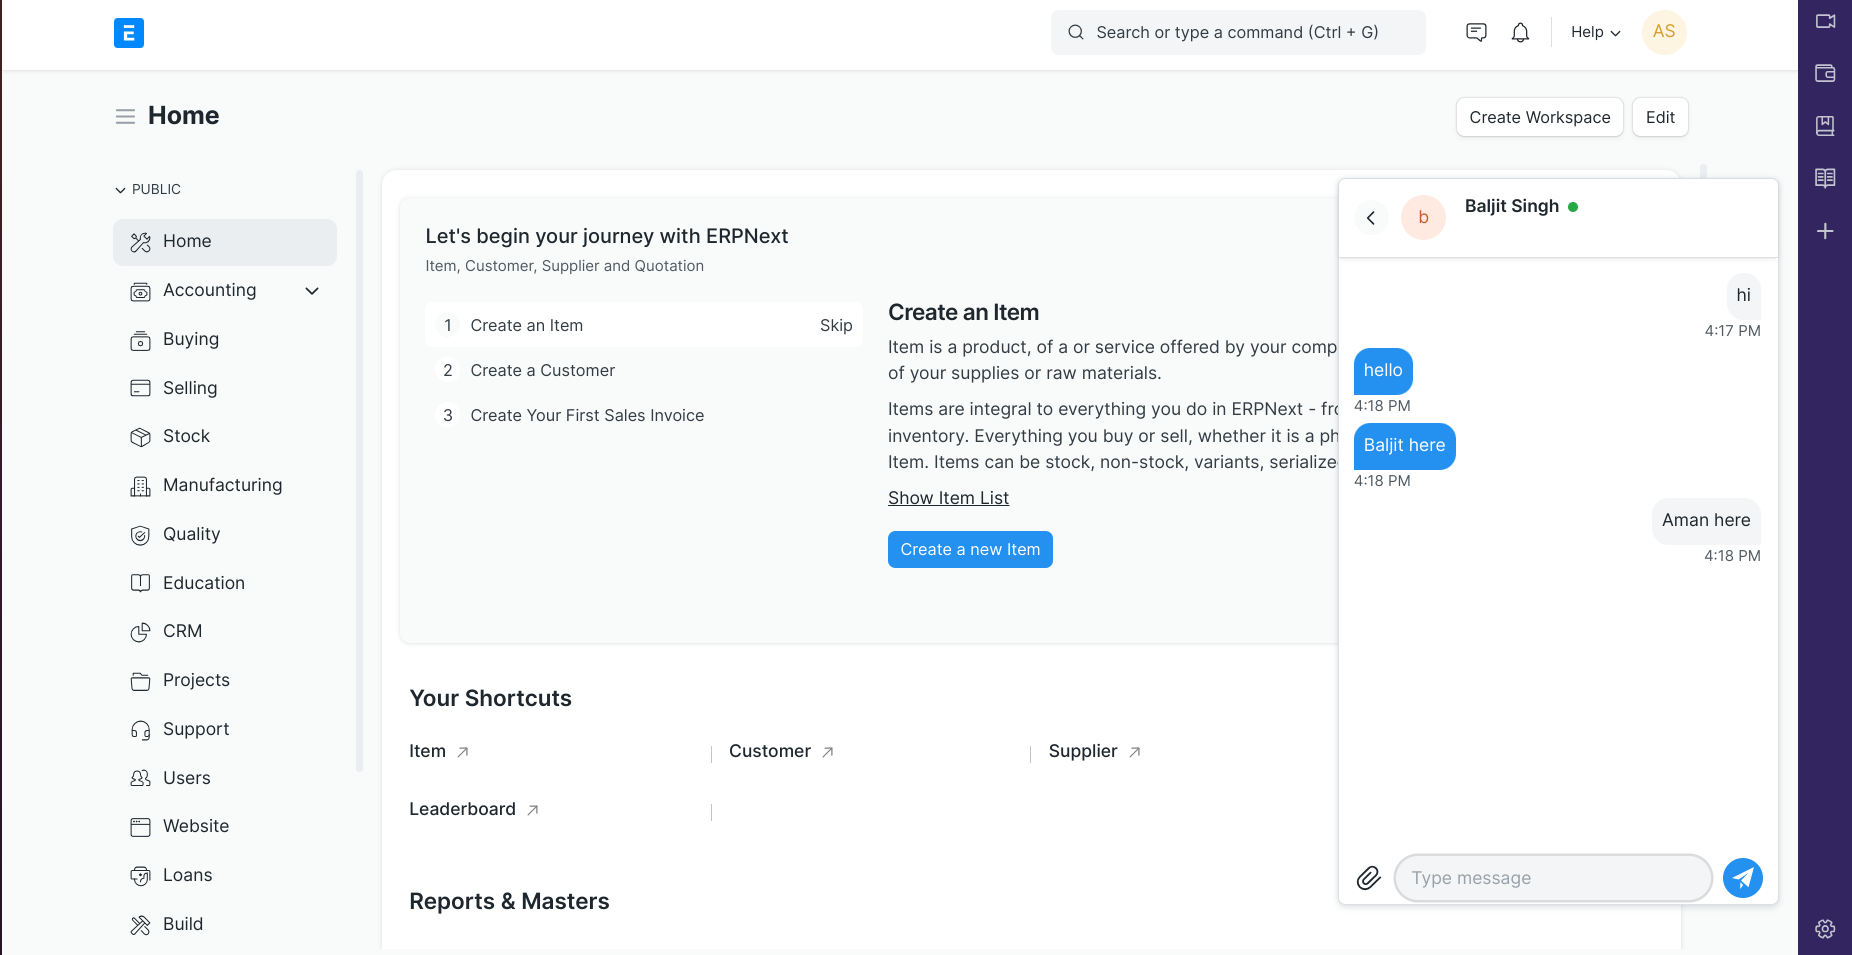 E
Search or type a command (Ctrl + G)
Help
AS
Home
Create Workspace
Edit
PUBLIC
Home
Accounting
Buying
Selling
Stock
Manufacturing
Quality
Education
CRM
Projects
Support
Users
Website
Loans
Build
Let's begin your journey with ERPNext
Item, Customer, Supplier and Quotation
1 Create an Item Skip
2 Create a Customer
3 Create Your First Sales Invoice
Create an Item
Item is a product, of a or service offered by your comp
of your supplies or raw materials.
Items are integral to everything you do in ERPNext - fro
inventory. Everything you buy or sell, whether it is a ph
Item. Items can be stock, non-stock, variants, serialize
Show Item List
Create a new Item
Your Shortcuts
Item
Customer
Supplier
Leaderboard
Reports & Masters
b
Baljit Singh
hi
4:17 PM
hello
4:18 PM
Baljit here
4:18 PM
Aman here
4:18 PM
Type message